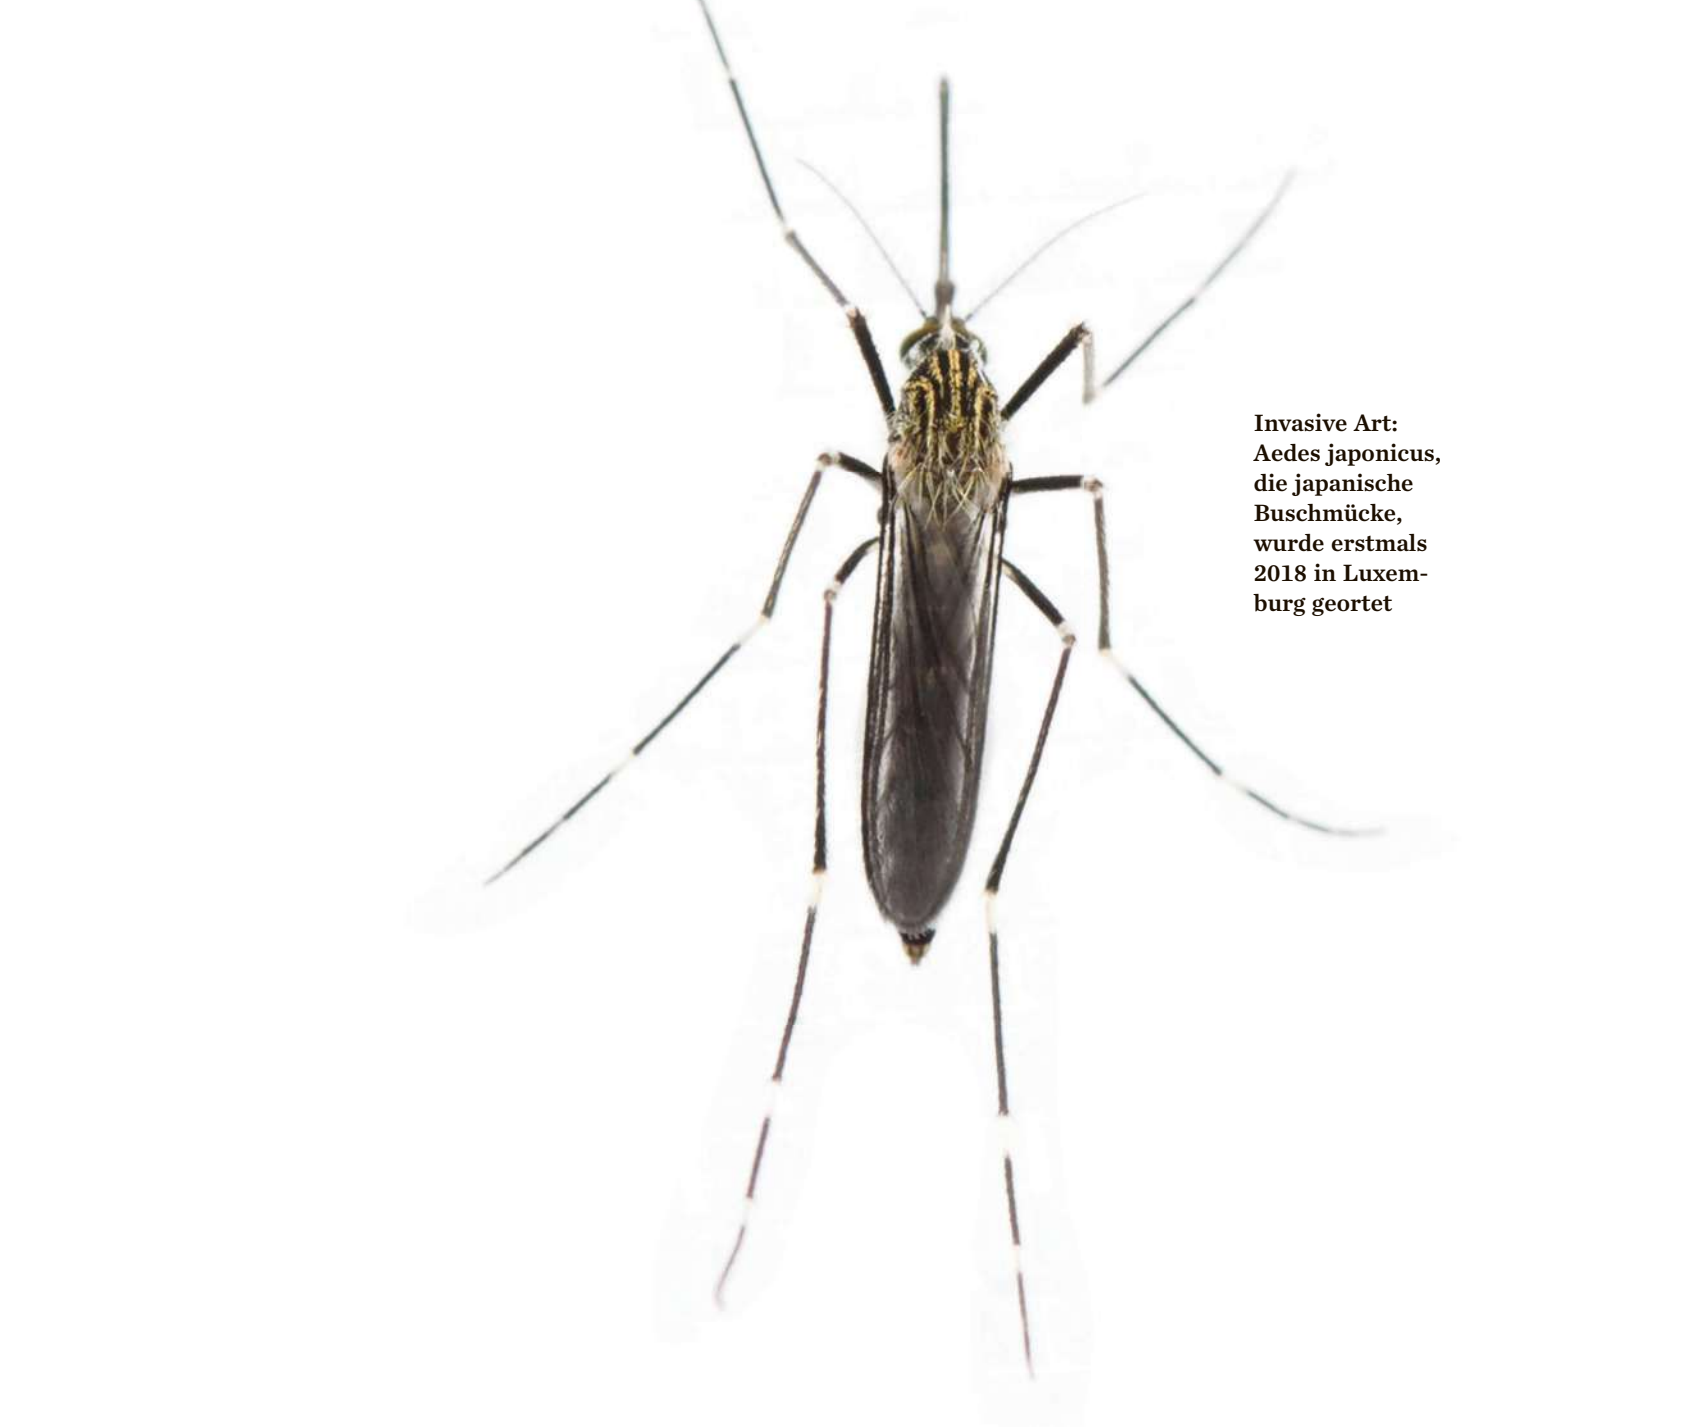 Invasive Art:
Aedes japonicus,
die japanische
Buschmücke,
wurde erstmals
2018 in Luxem-
burg geortet